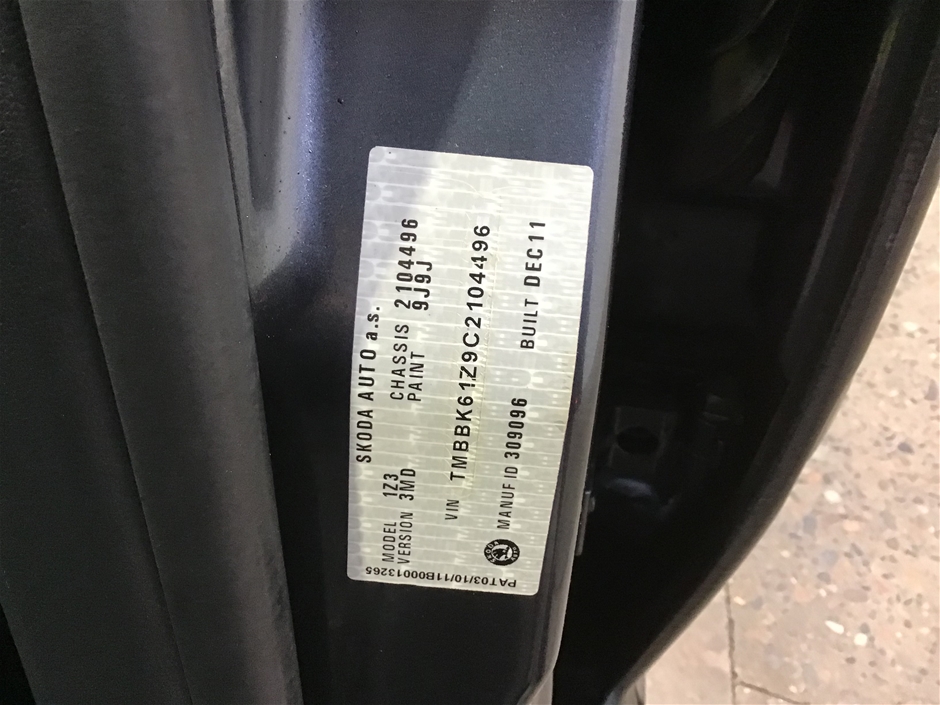 SKODA AUTO a.s.
MODEL 1Z3 CHASSIS 2104496
VERSION 3MD PAINT 9J9J
VIN TMBBK61Z9C2104496
MANUF ID 309096 BUILT DEC11
PAT03/10/11B00013265